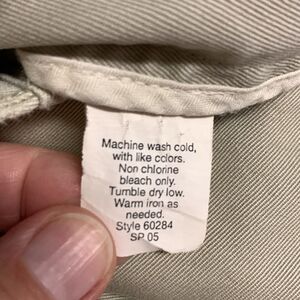 Machine wash cold,
with like colors.
Non chlorine
bleach only.
Tumble dry low.
Warm iron as
needed.
Style 60284
SP 05